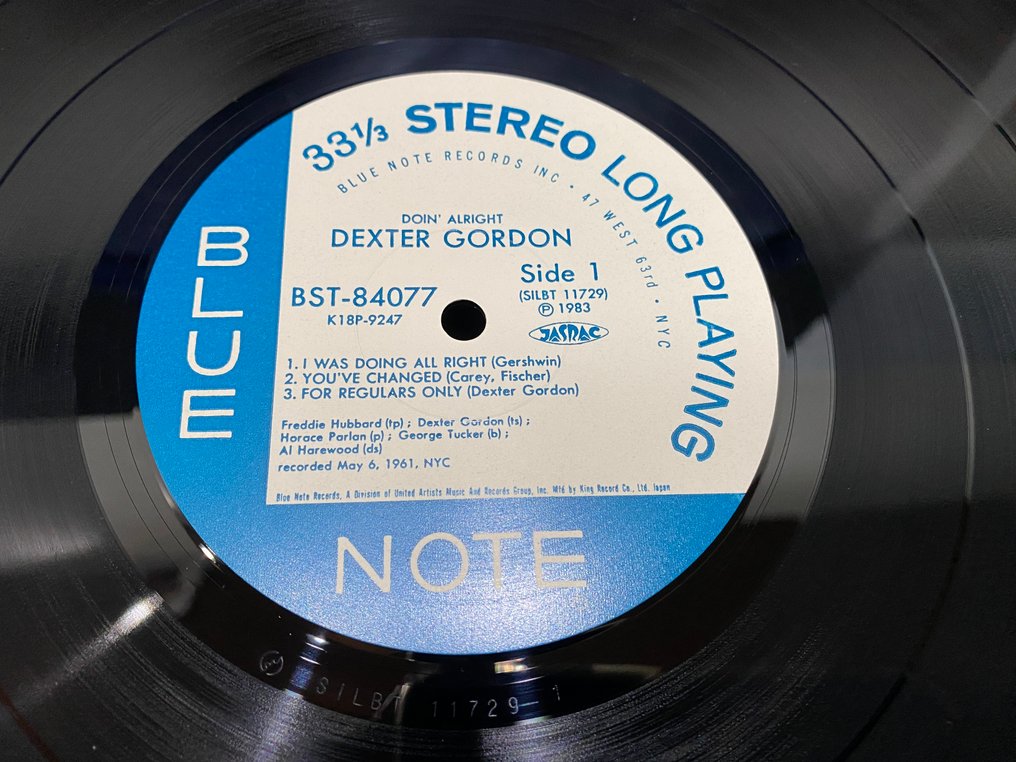 33⅓ STEREO LONG PLAYING
BLUE NOTE RECORDS INC • 47 WEST 63rd • NYC
DOIN' ALRIGHT
DEXTER GORDON
Side 1
BST-84077
(SILBT 11729)
K18P-9247
Ⓟ 1983
JASRAC
1. I WAS DOING ALL RIGHT (Gershwin)
2. YOU'VE CHANGED (Carey, Fischer)
3. FOR REGULARS ONLY (Dexter Gordon)
Freddie Hubbard (tp) ; Dexter Gordon (ts) ;
Horace Parlan (p) ; George Tucker (b) ;
Al Harewood (ds)
recorded May 6, 1961, NYC
Blue Note Records, A Division of United Artists Music And Records Group, Inc. Mfd by King Record Co., Ltd. Japan
BLUE
NOTE
SILBT 11729-1